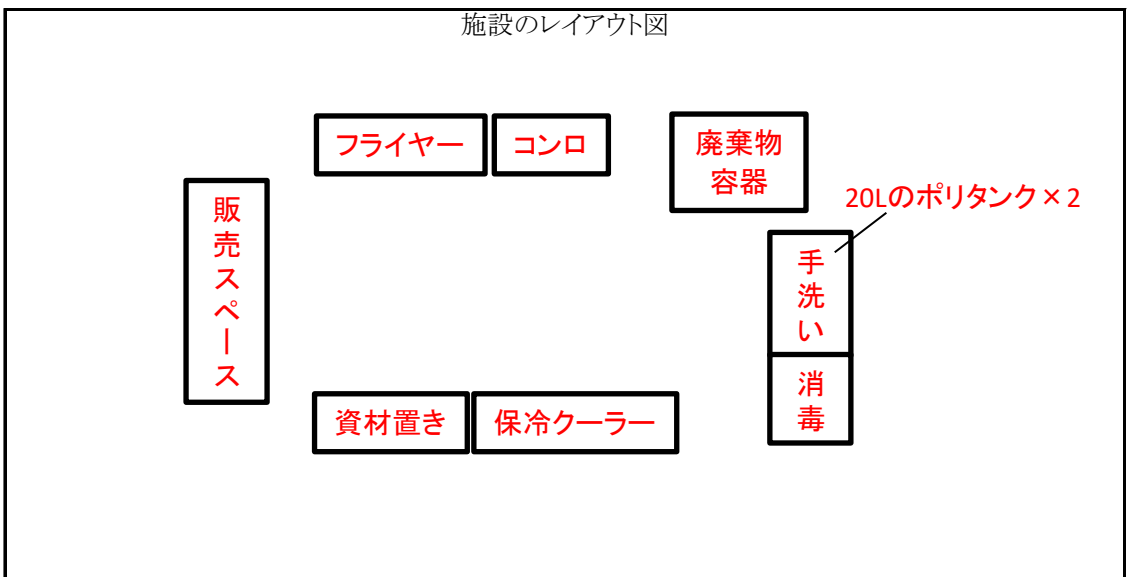 施設のレイアウト図
フライヤー
コンロ
廃棄物
容器
20Lのポリタンク×2
販売スペース
手洗い
消毒
資材置き
保冷クーラー